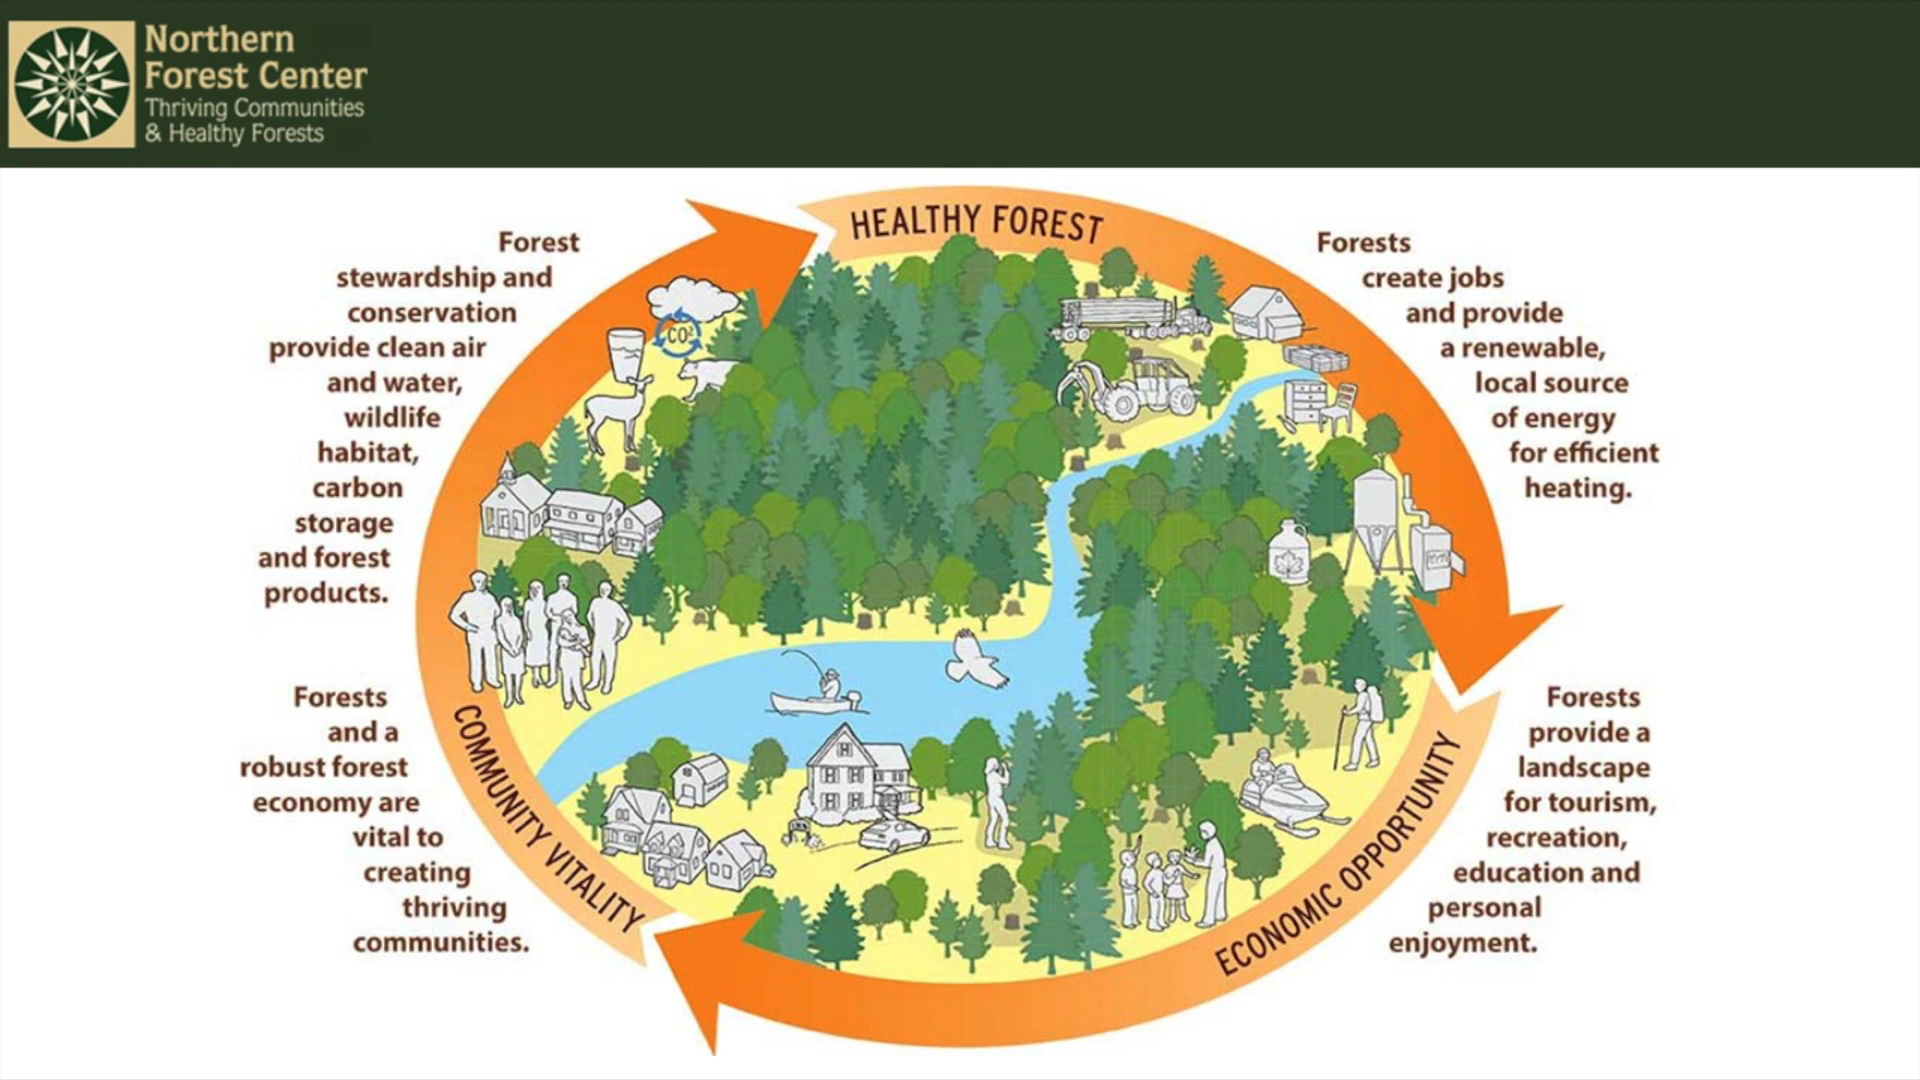 Northern
Forest Center
Thriving Communities
& Healthy Forests
HEALTHY FOREST
Forest
stewardship and
conservation
provide clean air
and water,
wildlife
habitat,
carbon
storage
and forest
products.
CO²
Forests
create jobs
and provide
a renewable,
local source
of energy
for efficient
heating.
Forests
and a
robust forest
economy are
vital to
creating
thriving
communities.
COMMUNITY VITALITY
ECONOMIC OPPORTUNITY
Forests
provide a
landscape
for tourism,
recreation,
education and
personal
enjoyment.